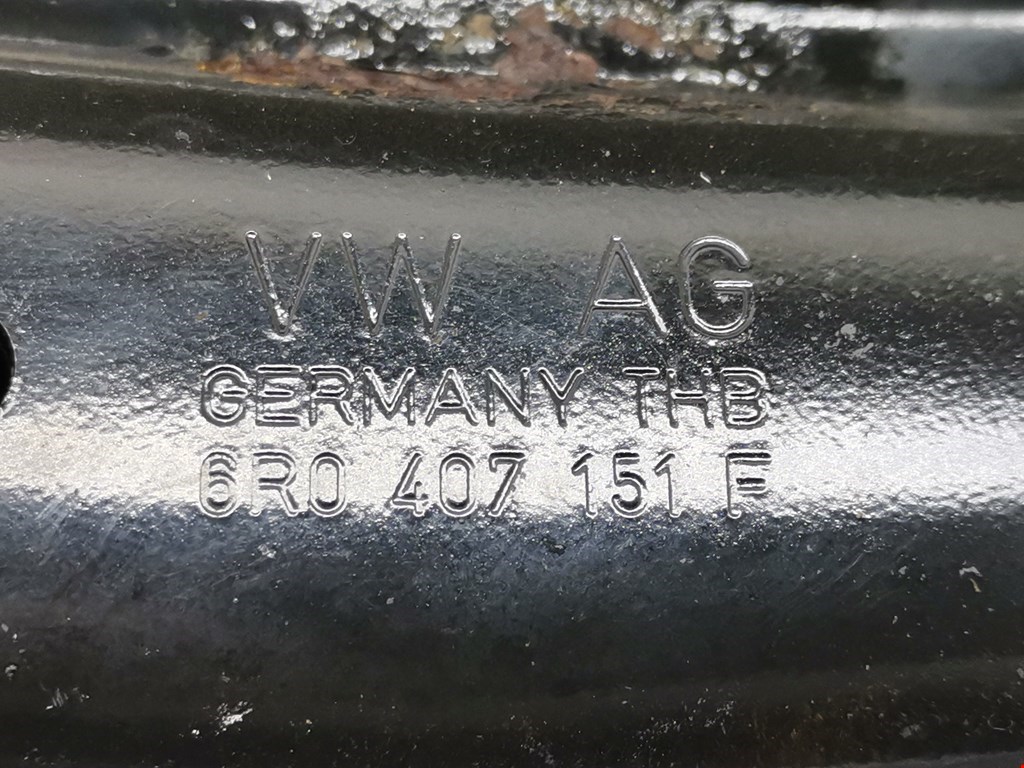 VW AG
GERMANY THB
6R0 407 151 F